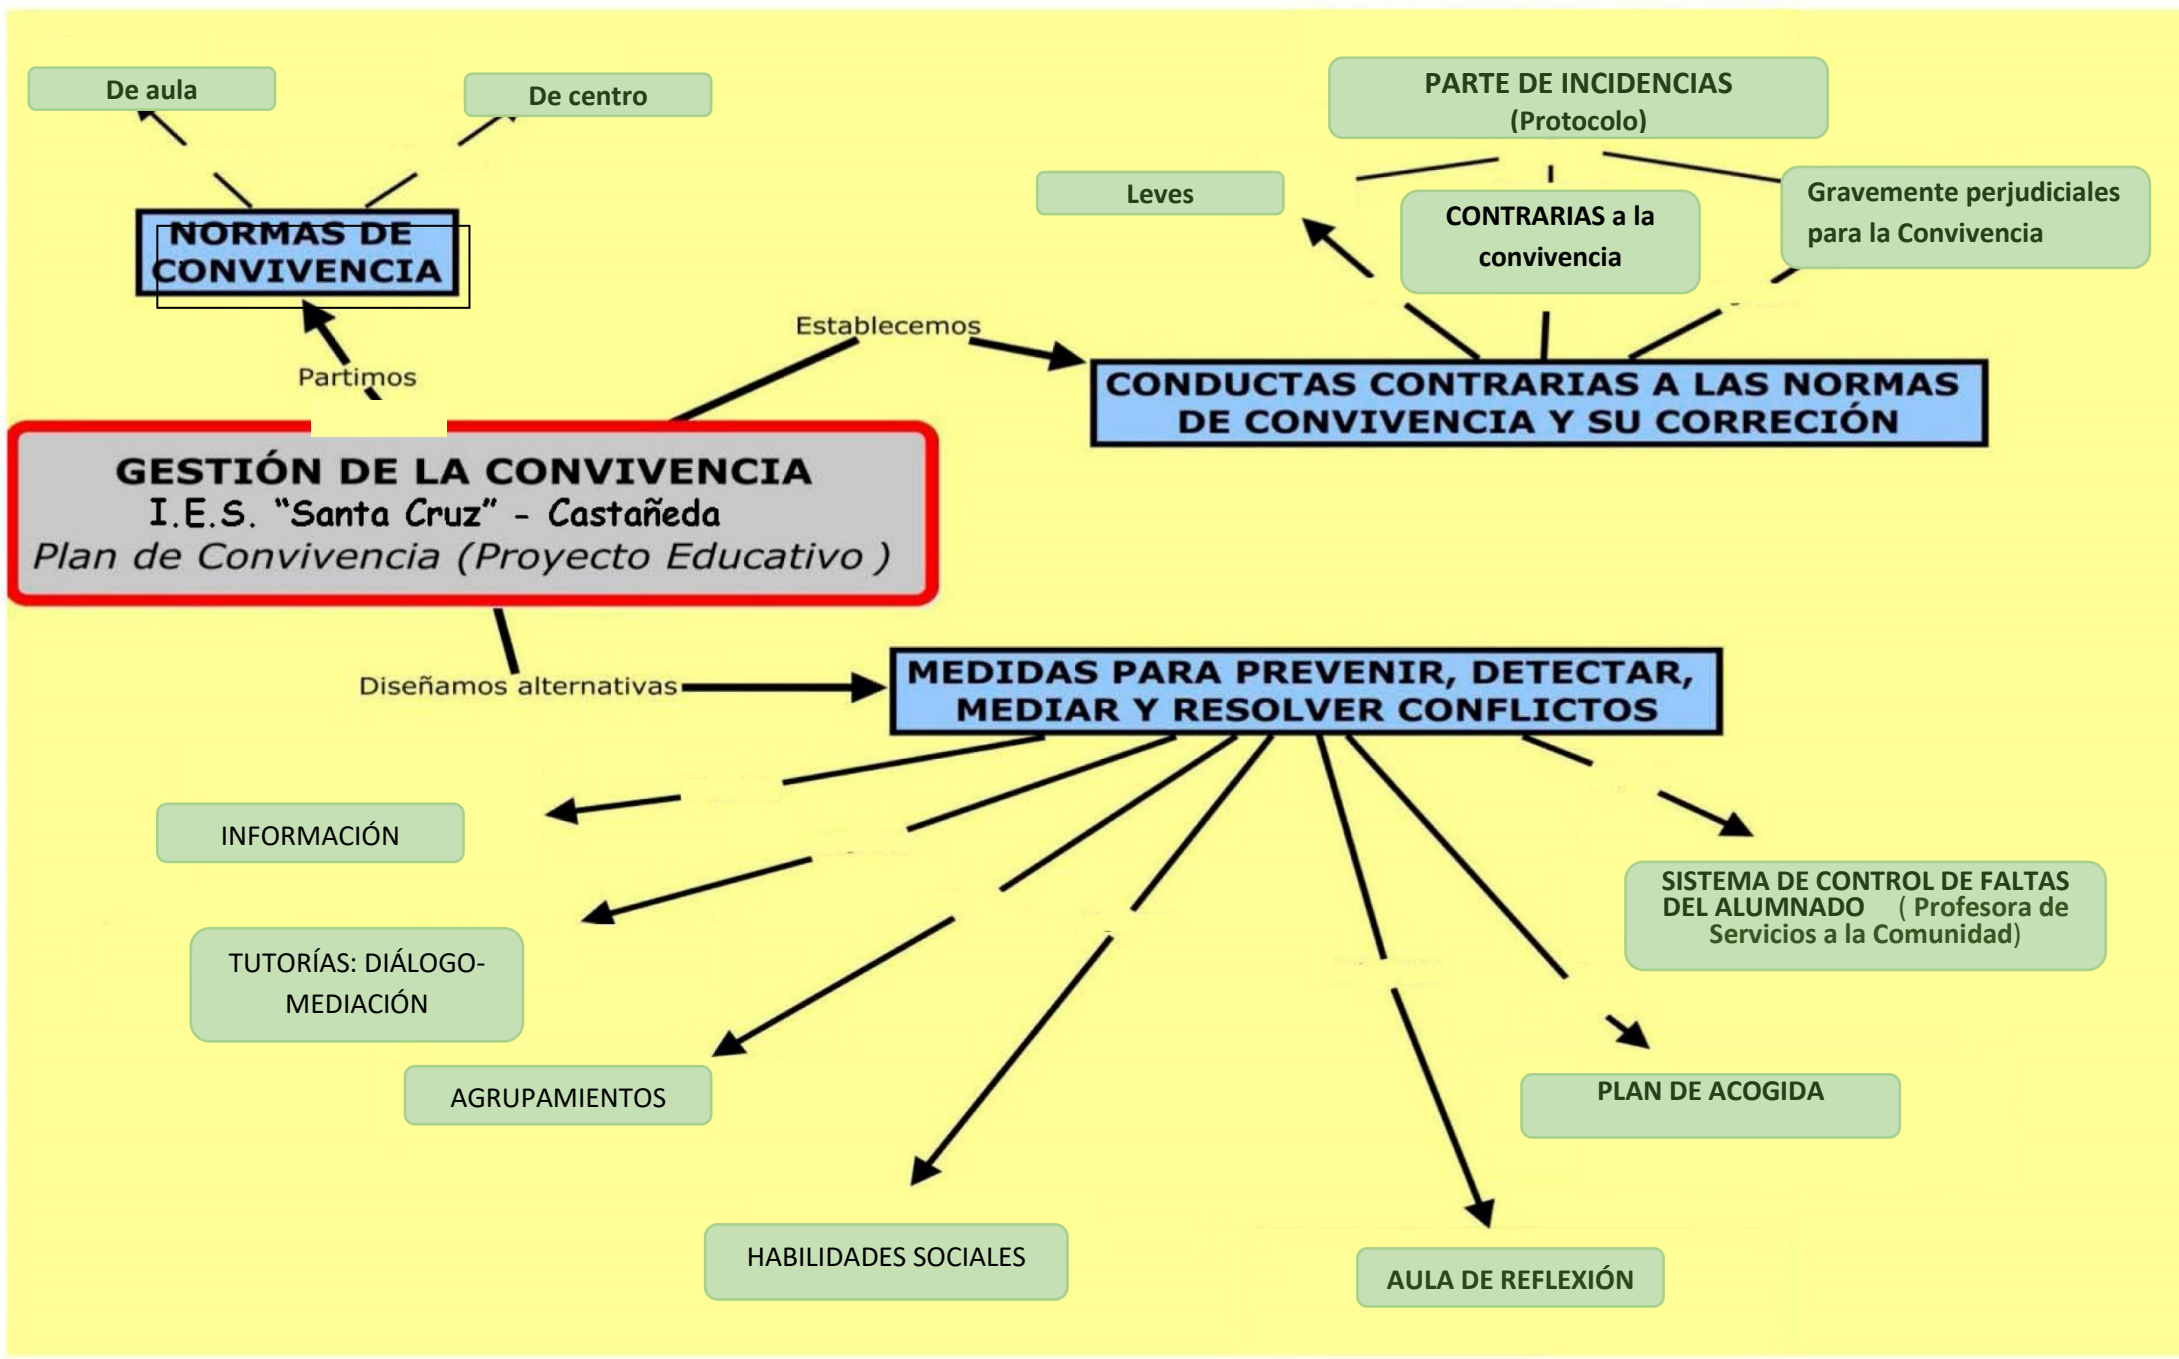 De aula
De centro
PARTE DE INCIDENCIAS
(Protocolo)
Leves
CONTRARIAS a la
convivencia
Gravemente perjudiciales
para la Convivencia
NORMAS DE
CONVIVENCIA
Establecemos
Partimos
CONDUCTAS CONTRARIAS A LAS NORMAS
DE CONVIVENCIA Y SU CORRECIÓN
GESTIÓN DE LA CONVIVENCIA
I.E.S. “Santa Cruz” - Castañeda
Plan de Convivencia (Proyecto Educativo )
Diseñamos alternativas
MEDIDAS PARA PREVENIR, DETECTAR,
MEDIAR Y RESOLVER CONFLICTOS
INFORMACIÓN
TUTORÍAS: DIÁLOGO-
MEDIACIÓN
AGRUPAMIENTOS
HABILIDADES SOCIALES
AULA DE REFLEXIÓN
PLAN DE ACOGIDA
SISTEMA DE CONTROL DE FALTAS
DEL ALUMNADO ( Profesora de
Servicios a la Comunidad)